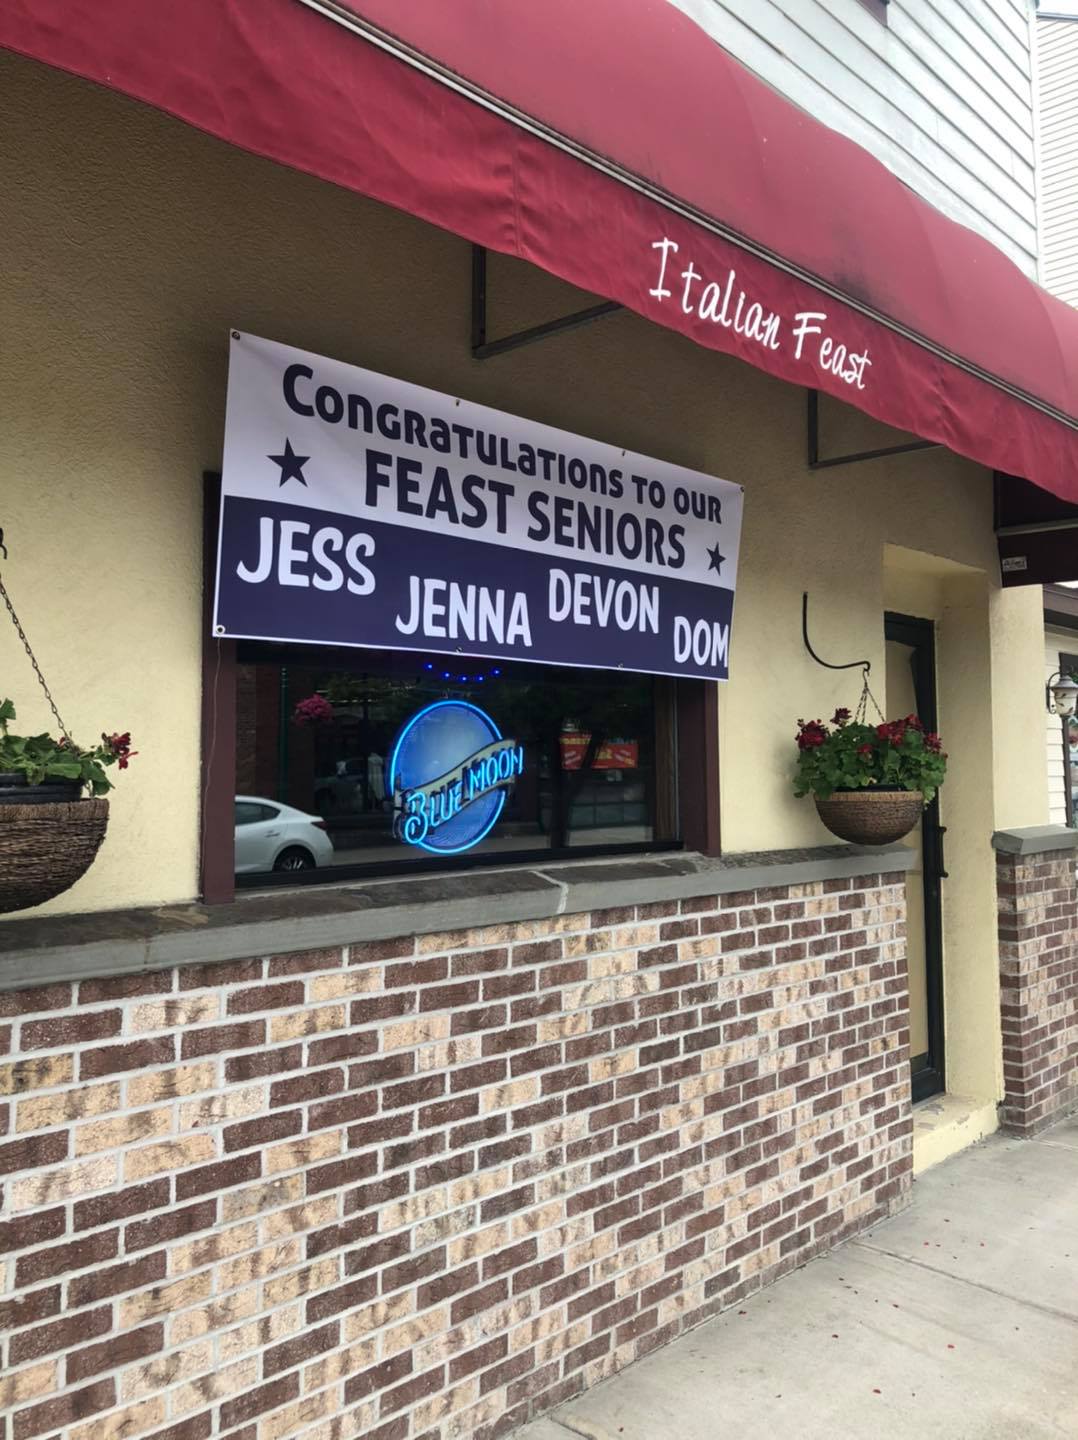 Italian Feast
Congratulations to our
FEAST SENIORS
JESS JENNA DEVON DOM
BLUE MOON